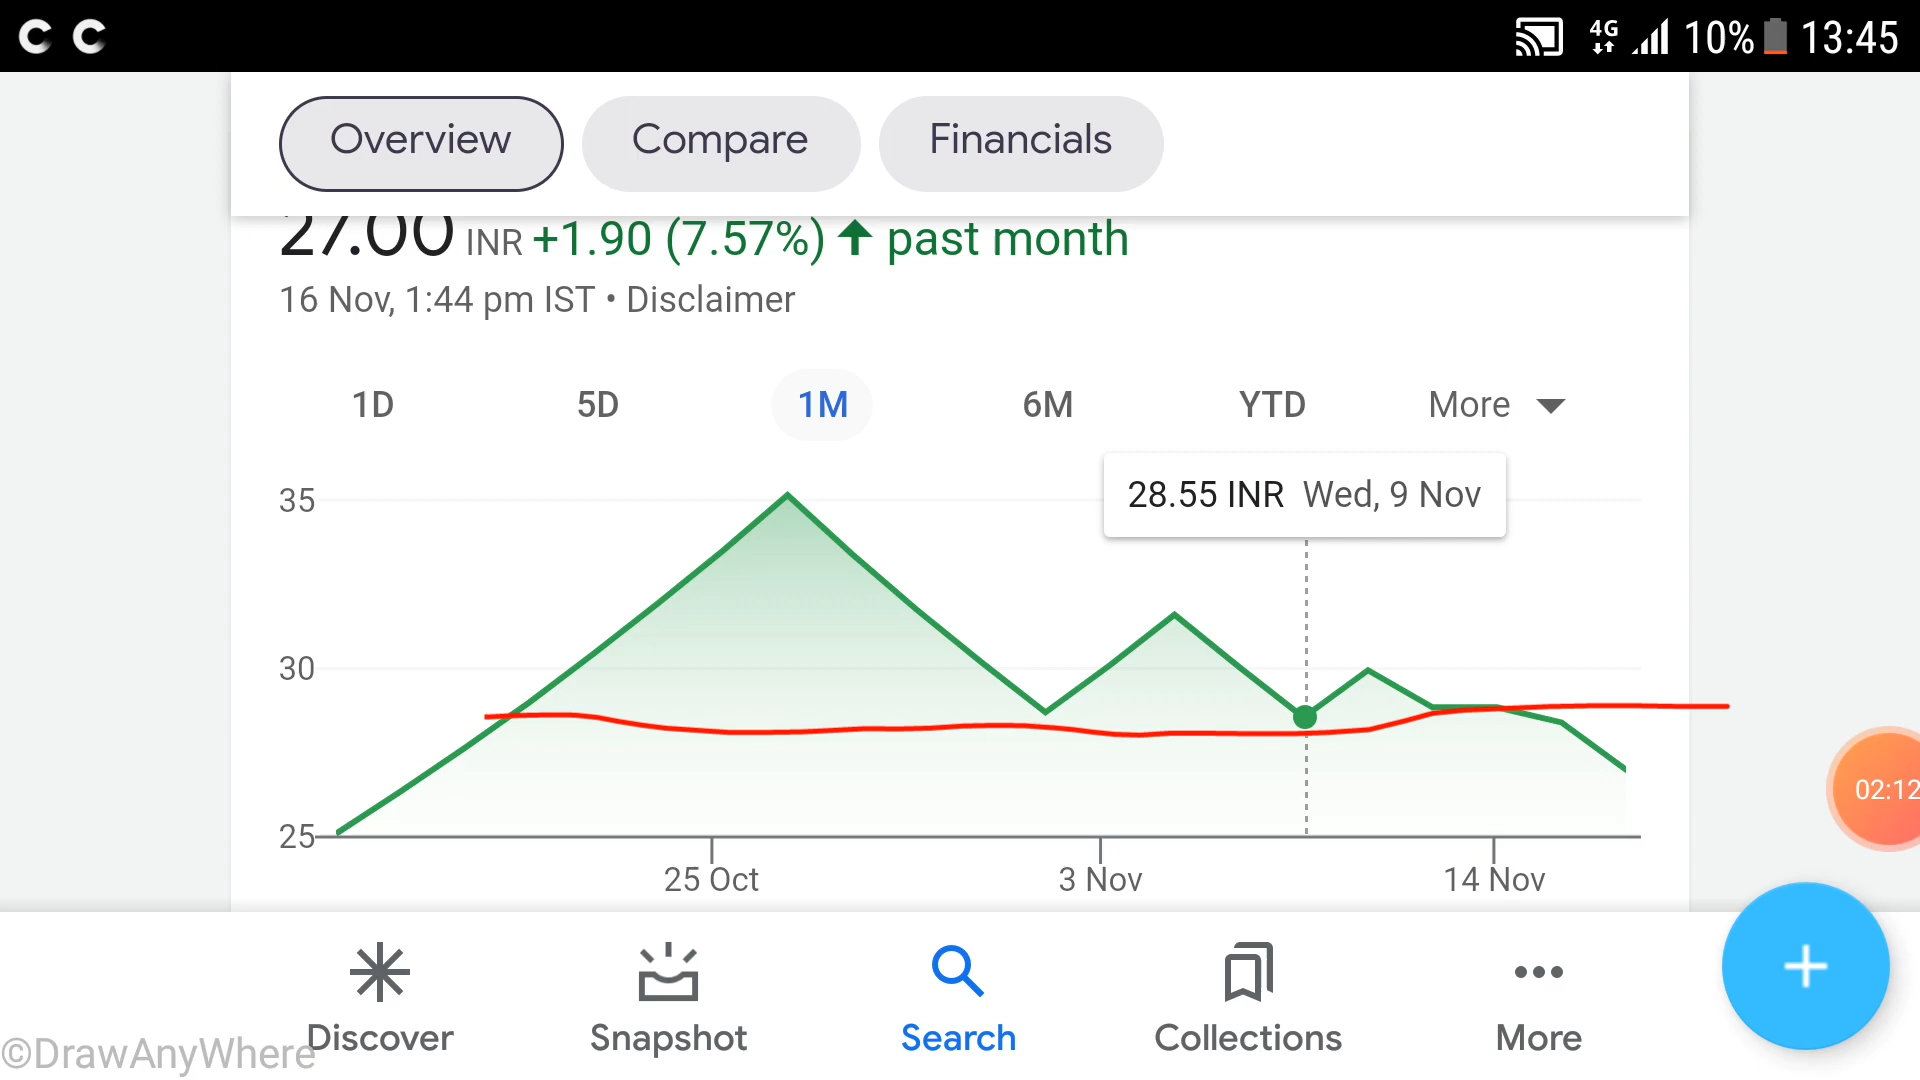 4G 10% 13:45
Overview Compare Financials
27.00 INR +1.90 (7.57%) past month
16 Nov, 1:44 pm IST • Disclaimer
1D 5D 1M 6M YTD More
28.55 INR Wed, 9 Nov
35
30
25
25 Oct 3 Nov 14 Nov
02:12
Discover Snapshot Search Collections More
©DrawAnyWhere